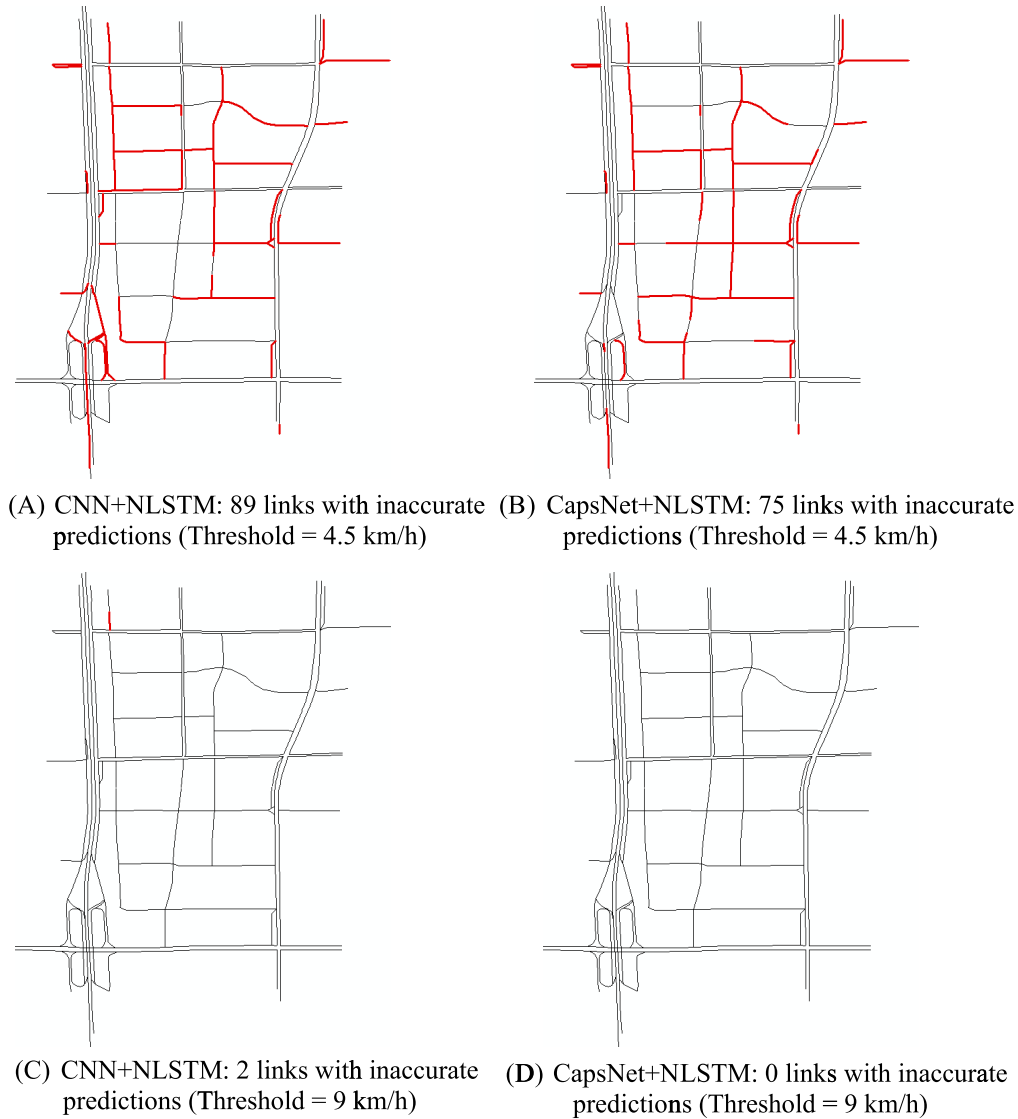 (A) CNN+NLSTM: 89 links with inaccurate
predictions (Threshold = 4.5 km/h)
(B) CapsNet+NLSTM: 75 links with inaccurate
predictions (Threshold = 4.5 km/h)
(C) CNN+NLSTM: 2 links with inaccurate
predictions (Threshold = 9 km/h)
(D) CapsNet+NLSTM: 0 links with inaccurate
predictions (Threshold = 9 km/h)